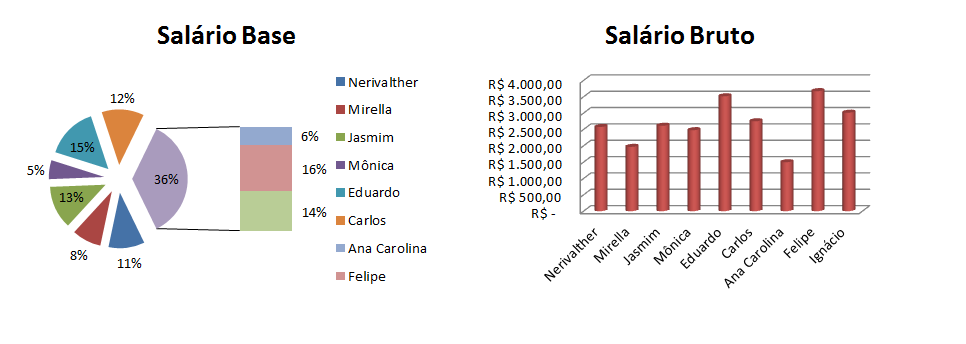 Salário Base
12%
15%
5%
13%
8%
11%
36%
6%
16%
14%
Nerivalther
Mirella
Jasmim
Mônica
Eduardo
Carlos
Ana Carolina
Felipe
Salário Bruto
R$ 4.000,00
R$ 3.500,00
R$ 3.000,00
R$ 2.500,00
R$ 2.000,00
R$ 1.500,00
R$ 1.000,00
R$ 500,00
R$ -
Nerivalther
Mirella
Jasmim
Mônica
Eduardo
Carlos
Ana Carolina
Felipe
Ignácio